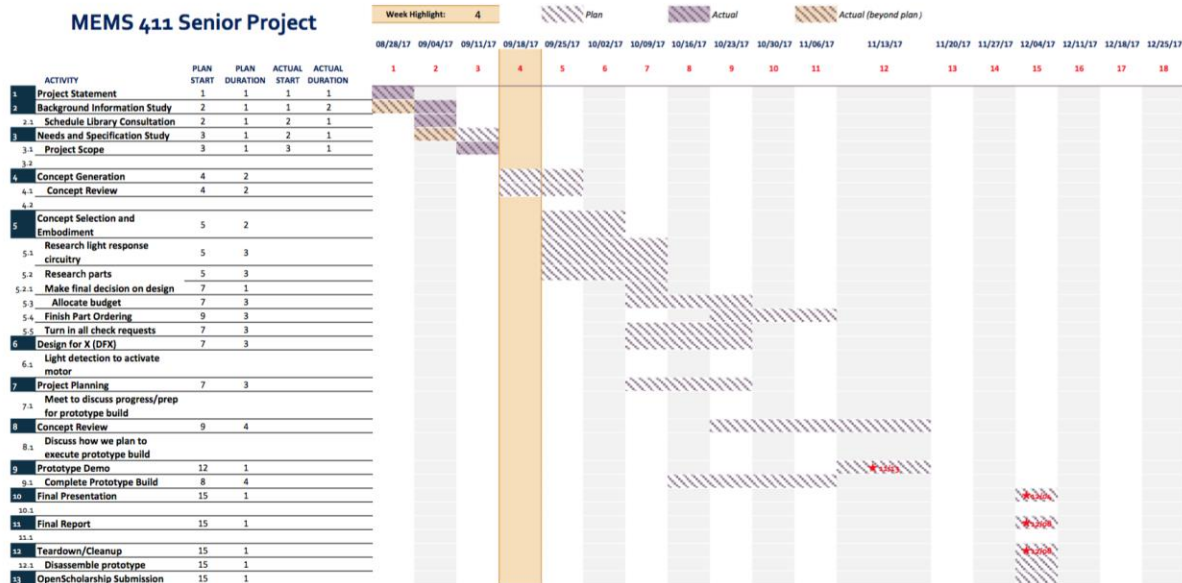 MEMS 411 Senior Project
Week Highlight: 4 Plan Actual Actual (beyond plan)
08/28/17 09/04/17 09/11/17 09/18/17 09/25/17 10/02/17 10/09/17 10/16/17 10/23/17 10/30/17 11/06/17 11/13/17 11/20/17 11/27/17 12/04/17 12/11/17 12/18/17 12/25/17
PLAN PLAN ACTUAL ACTUAL
ACTIVITY START DURATION START DURATION
1 2 3 4 5 6 7 8 9 10 11 12 13 14 15 16 17 18
1 Project Statement 1 1 1 1
2 Background Information Study 2 1 1 2
2.1 Schedule Library Consultation 2 1 2 1
3 Needs and Specification Study 3 1 2 1
3.1 Project Scope 3 1 3 1
3.2
4 Concept Generation 4 2
4.1 Concept Review 4 2
4.2
5 Concept Selection and
Embodiment 5 2
5.1 Research light response
circuitry 5 3
5.2 Research parts 5 3
5.2.1 Make final decision on design 7 1
5.3 Allocate budget 7 3
5.4 Finish Part Ordering 9 3
5.5 Turn in all check requests 7 3
6 Design for X (DFX) 7 3
6.1 Light detection to activate
motor
7 Project Planning 7 3
7.1 Meet to discuss progress/prep
for prototype build
8 Concept Review 9 4
8.1 Discuss how we plan to
execute prototype build
9 Prototype Demo 12 1
9.1 Complete Prototype Build 8 4
10 Final Presentation 15 1
10.1
11 Final Report 15 1
11.1
12 Teardown/Cleanup 15 1
12.1 Disassemble prototype 15 1
13 OpenScholarship Submission 15 1